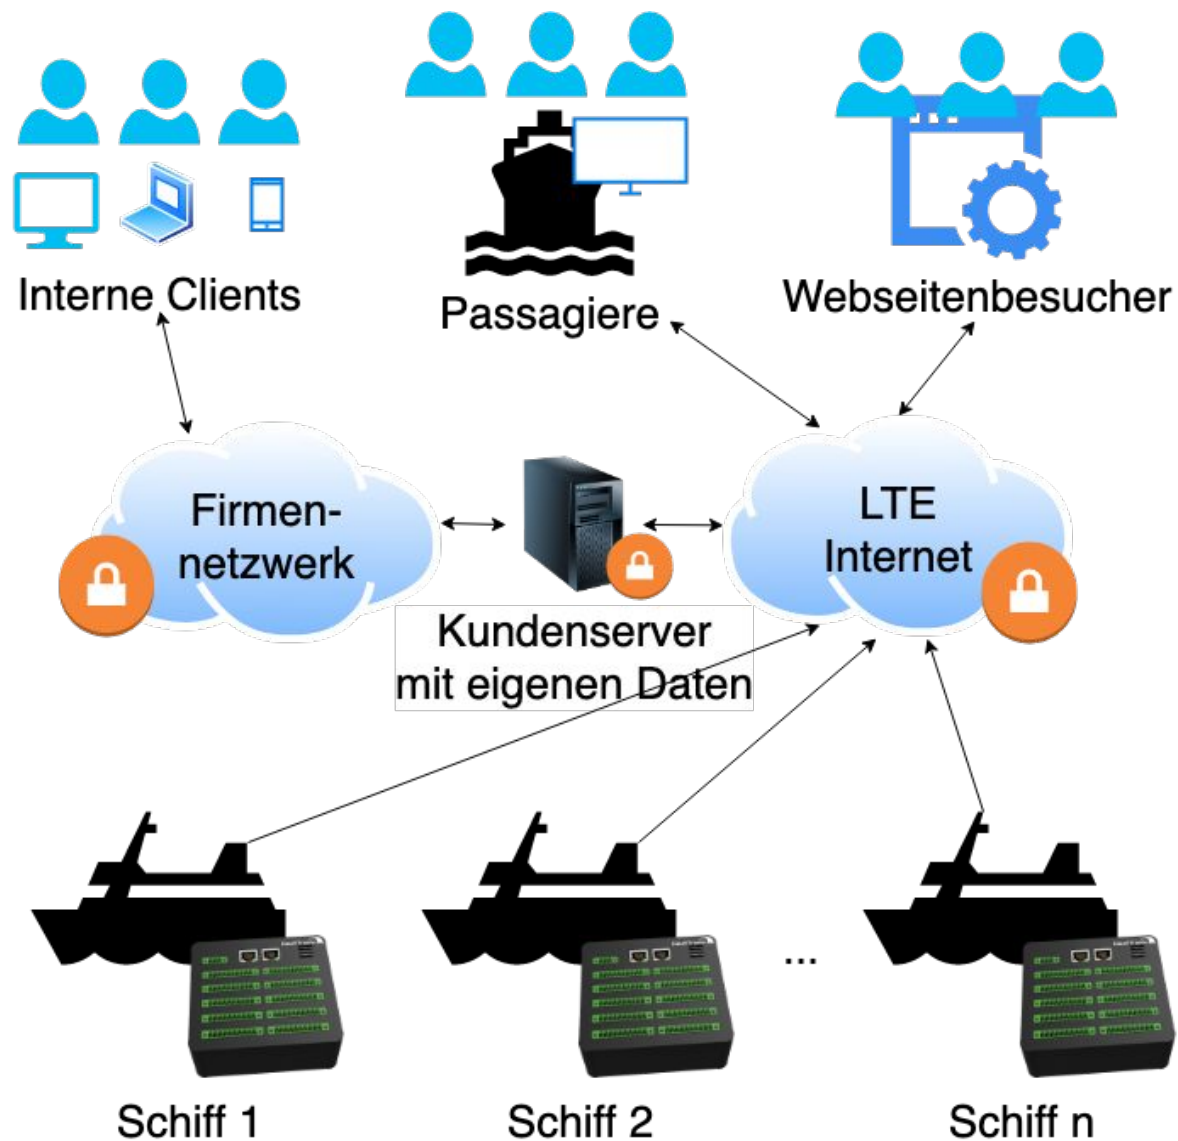 Interne Clients
Passagiere
Webseitenbesucher
Firmen-
netzwerk
LTE
Internet
Kundenserver
mit eigenen Daten
...
Schiff 1
Schiff 2
Schiff n